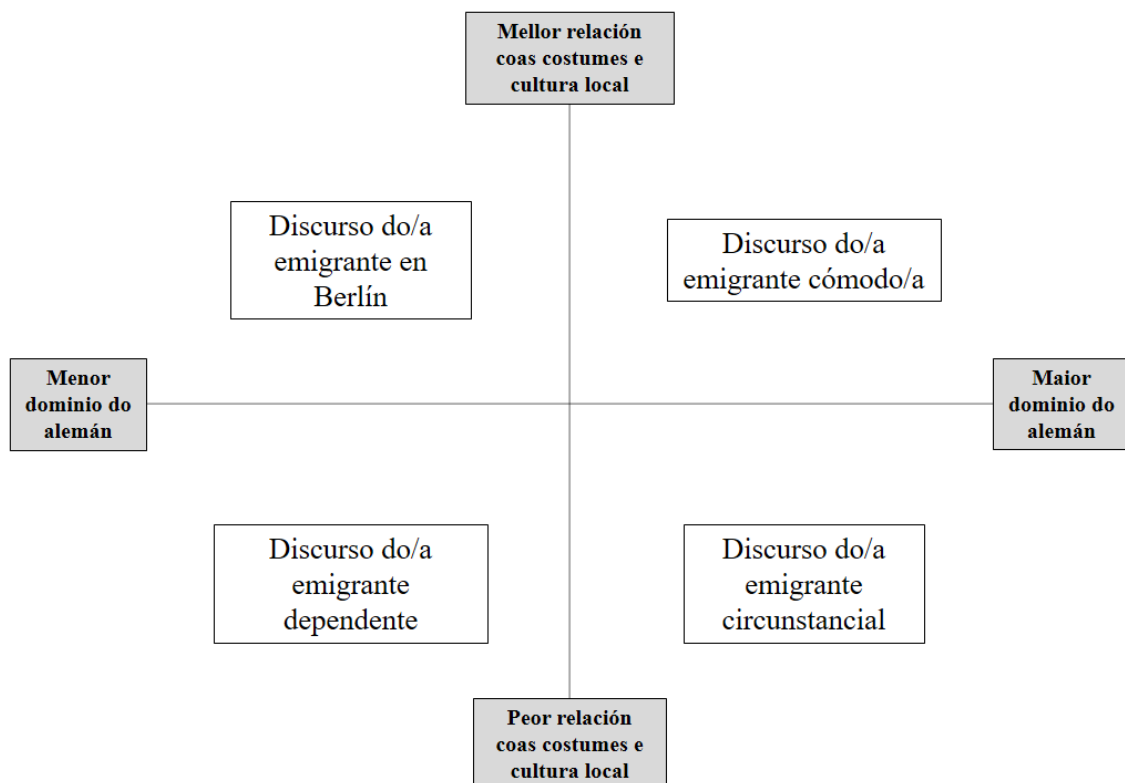 Mellor relación
coas costumes e
cultura local
Discurso do/a
emigrante en
Berlín
Discurso do/a
emigrante cómodo/a
Menor
dominio do
alemán
Maior
dominio do
alemán
Discurso do/a
emigrante
dependente
Discurso do/a
emigrante
circunstancial
Peor relación
coas costumes e
cultura local